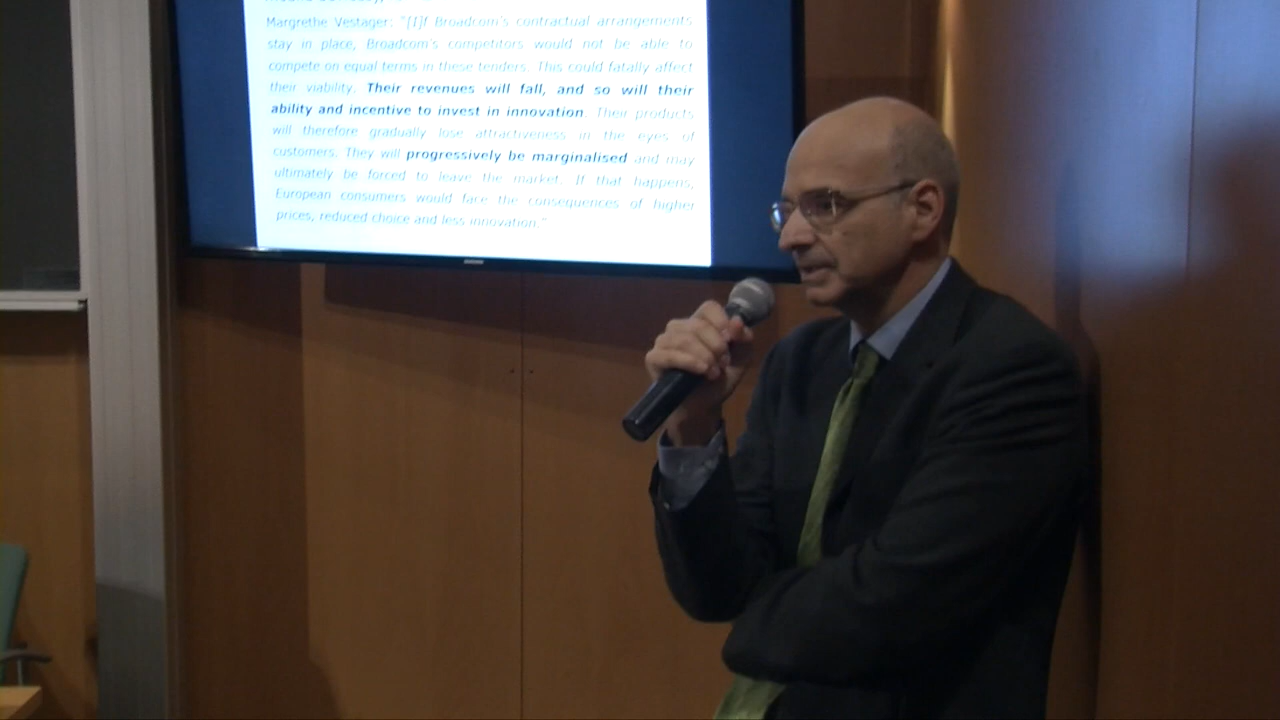 Margrethe Vestager: "[I]f Broadcom's contractual arrangements
stay in place, Broadcom's competitors would not be able to
compete on equal terms in these tenders. This could fatally affect
their viability. Their revenues will fall, and so will their
ability and incentive to invest in innovation. Their products
will therefore gradually lose attractiveness in the eyes of
customers. They will progressively be marginalised and may
ultimately be forced to leave the market. If that happens,
European consumers would face the consequences of higher
prices, reduced choice and less innovation."